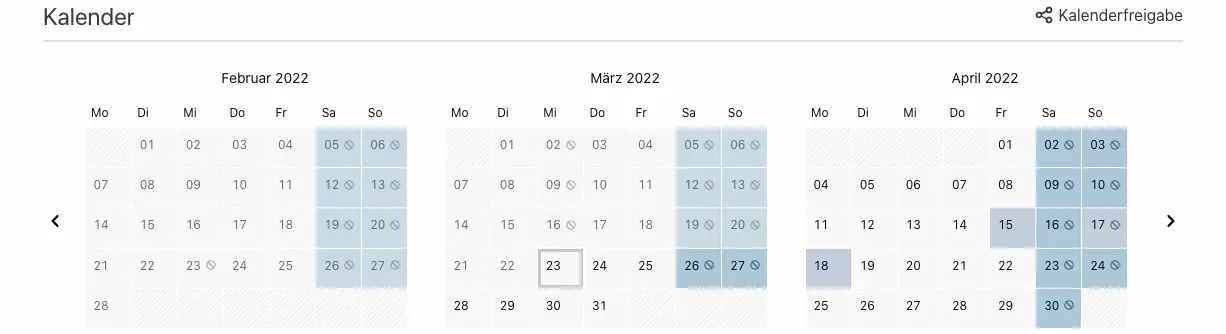 Kalender
Kalenderfreigabe
Februar 2022
Mo Di Mi Do Fr Sa So
01 02 03 04 05 06
07 08 09 10 11 12 13
14 15 16 17 18 19 20
21 22 23 24 25 26 27
28
März 2022
Mo Di Mi Do Fr Sa So
01 02 03 04 05 06
07 08 09 10 11 12 13
14 15 16 17 18 19 20
21 22 23 24 25 26 27
28 29 30 31
April 2022
Mo Di Mi Do Fr Sa So
01 02 03
04 05 06 07 08 09 10
11 12 13 14 15 16 17
18 19 20 21 22 23 24
25 26 27 28 29 30